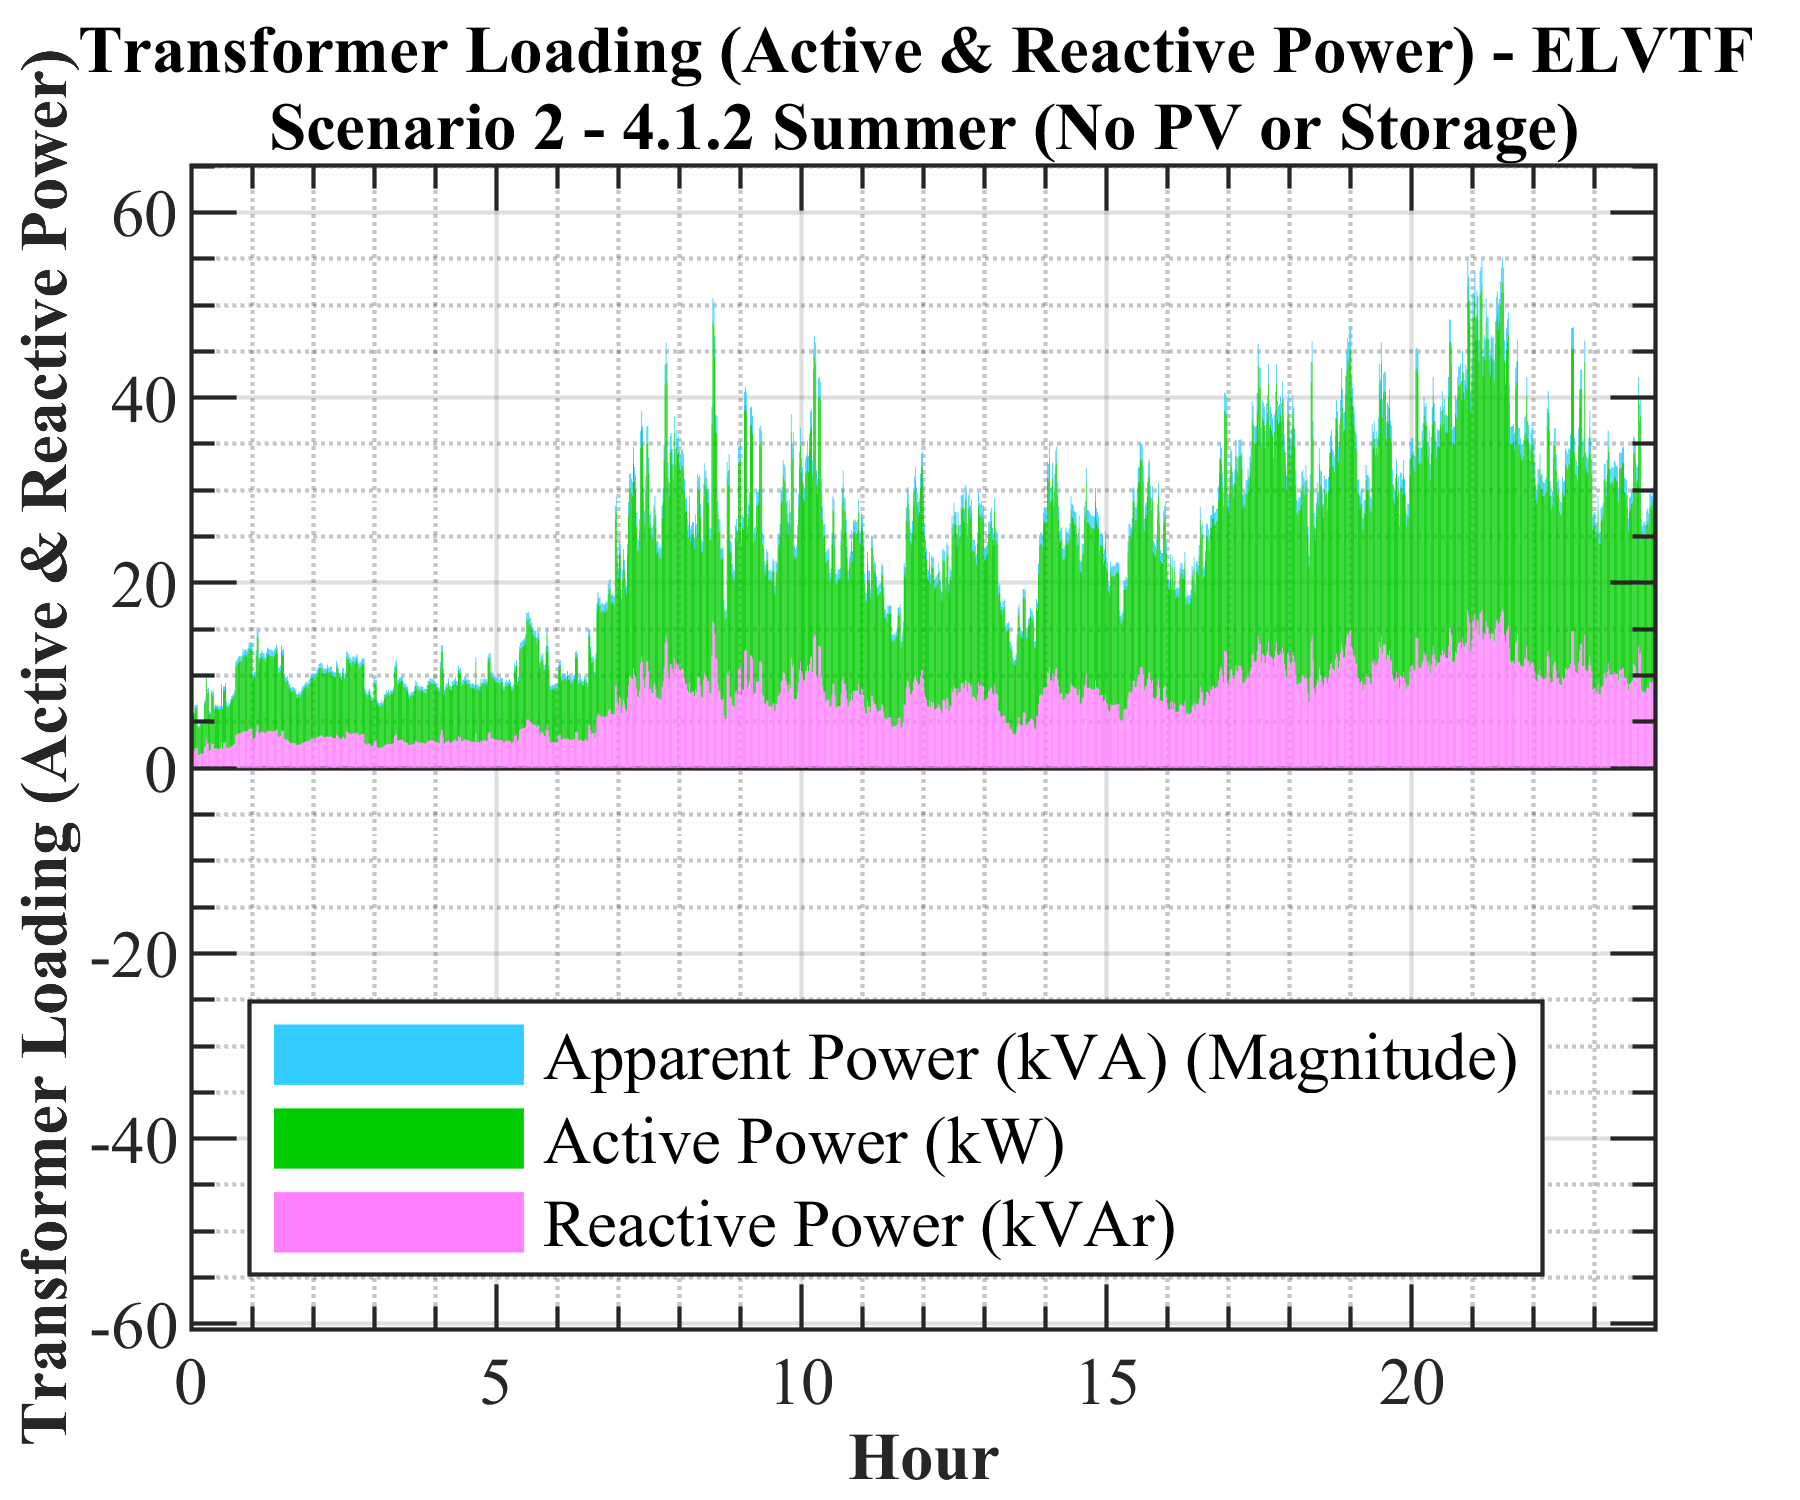 Transformer Loading (Active & Reactive Power) - ELVTF
Scenario 2 - 4.1.2 Summer (No PV or Storage)
Transformer Loading (Active & Reactive Power)
60
40
20
0
-20
-40
-60
Apparent Power (kVA) (Magnitude)
Active Power (kW)
Reactive Power (kVAr)
0 5 10 15 20
Hour